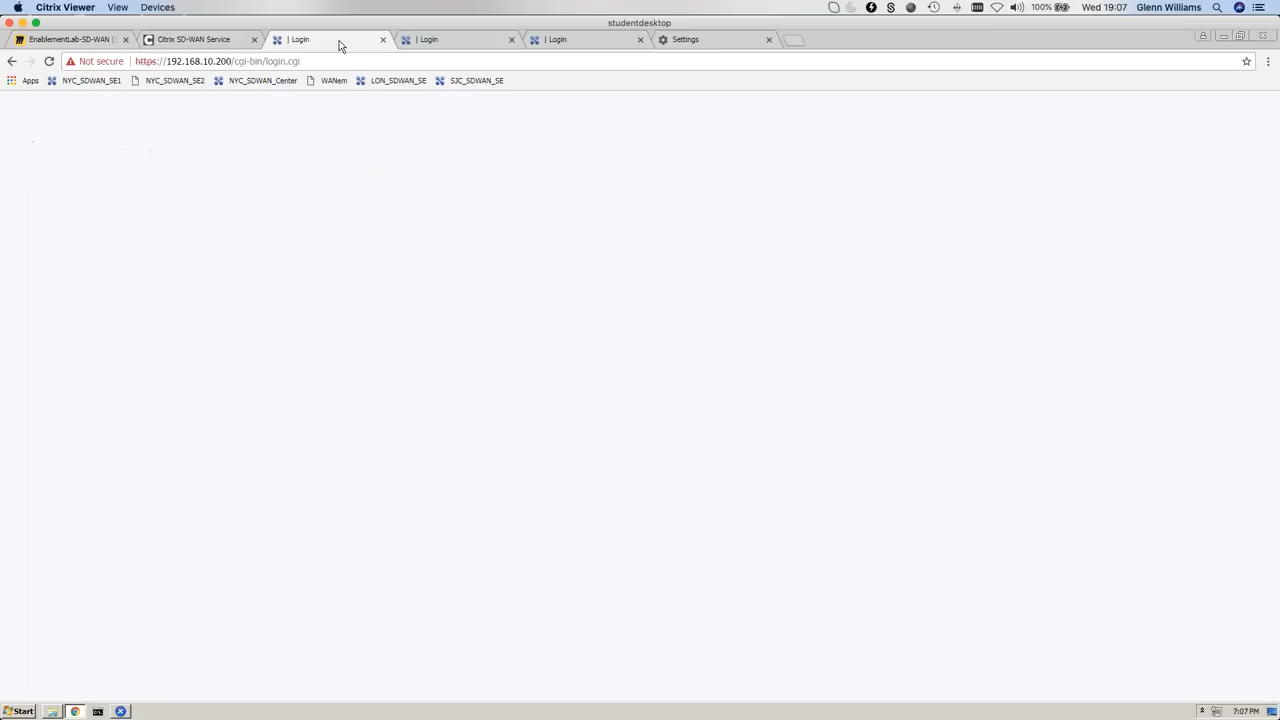 Citrix Viewer View Devices 100% Wed 19:07 Glenn Williams
studentdesktop
EnablementLab-SD-WAN Citrix SD-WAN Service | Login | Login | Login Settings
Not secure https://192.168.10.200/cgi-bin/login.cgi
Apps NYC_SDWAN_SE1 NYC_SDWAN_SE2 NYC_SDWAN_Center WANem LON_SDWAN_SE SJC_SDWAN_SE
Start 7:07 PM